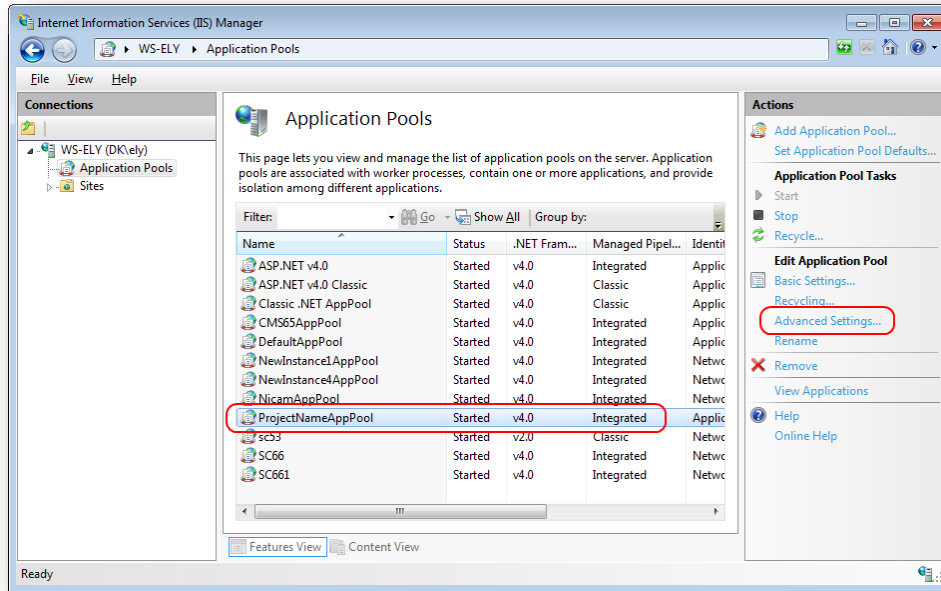 Internet Information Services (IIS) Manager
WS-ELY Application Pools
File View Help
Connections
WS-ELY (DK\ely)
Application Pools
Sites
Application Pools
This page lets you view and manage the list of application pools on the server. Application
pools are associated with worker processes, contain one or more applications, and provide
isolation among different applications.
Filter: Go Show All Group by:
Name Status .NET Fram... Managed Pipel... Identit
ASP.NET v4.0 Started v4.0 Integrated Applic
ASP.NET v4.0 Classic Started v4.0 Classic Applic
Classic .NET AppPool Started v4.0 Classic Applic
CMS65AppPool Started v4.0 Integrated Applic
DefaultAppPool Started v4.0 Integrated Applic
NewInstance1AppPool Started v4.0 Integrated Netwo
NewInstance4AppPool Started v4.0 Integrated Netwo
NicamAppPool Started v4.0 Integrated Applic
ProjectNameAppPool Started v4.0 Integrated Applic
sc53 Started v2.0 Classic Netwo
SC66 Started v4.0 Integrated Netwo
SC661 Started v4.0 Integrated Netwo
Features View Content View
Actions
Add Application Pool...
Set Application Pool Defaults...
Application Pool Tasks
Start
Stop
Recycle...
Edit Application Pool
Basic Settings...
Recycling...
Advanced Settings...
Rename
Remove
View Applications
Help
Online Help
Ready